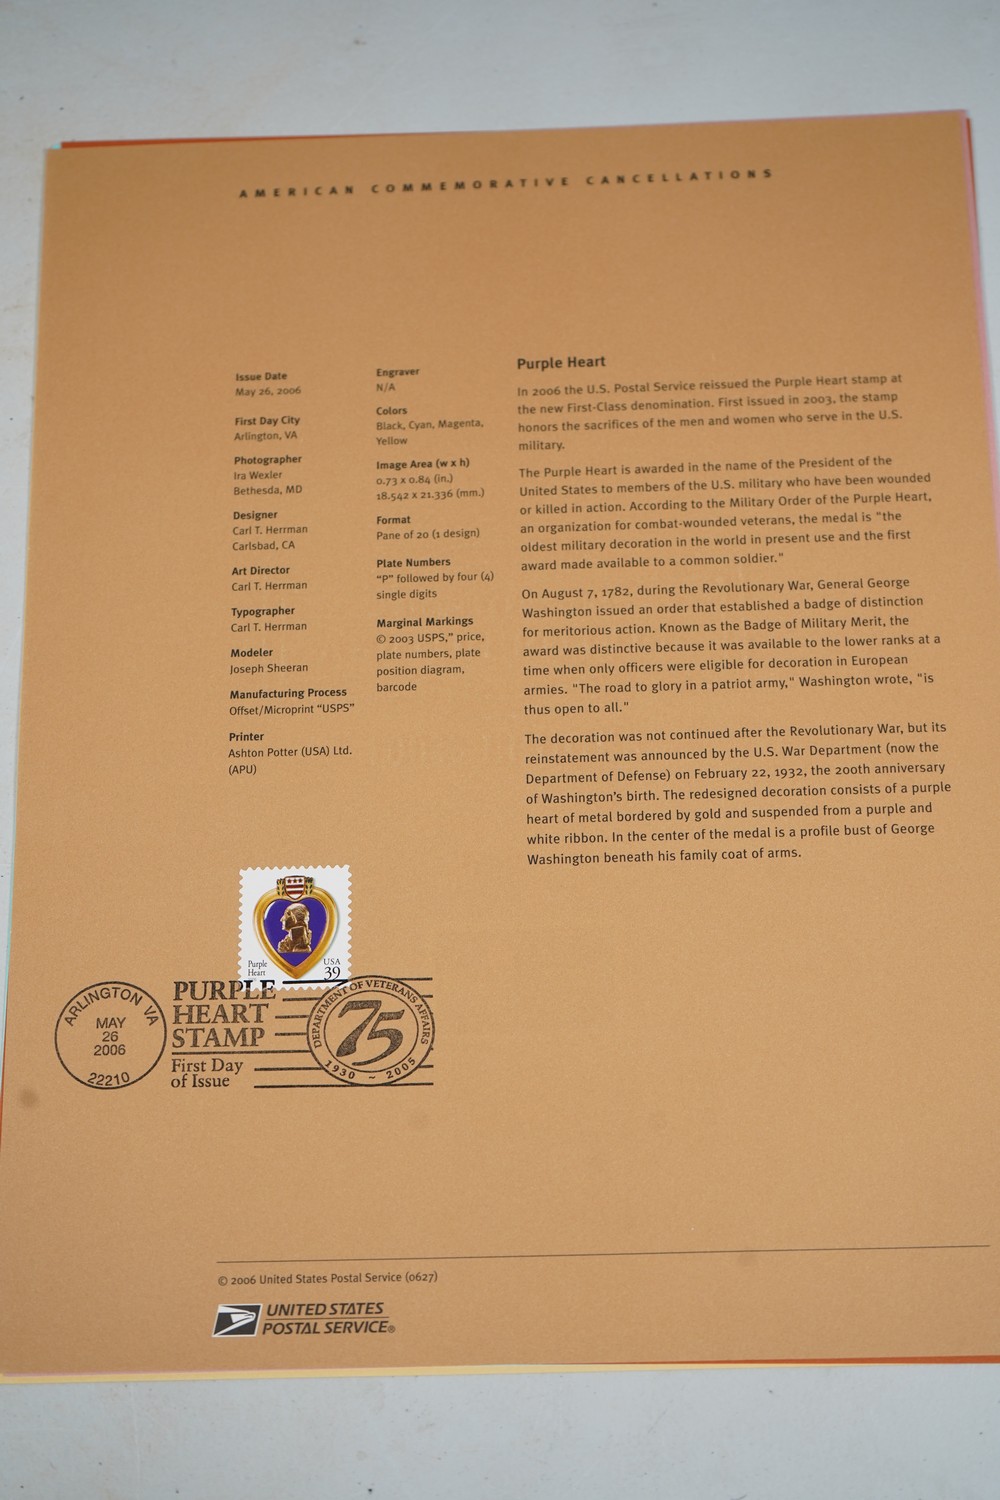 AMERICAN COMMEMORATIVE CANCELLATIONS
Issue Date
May 26, 2006
First Day City
Arlington, VA
Photographer
Ira Wexler
Bethesda, MD
Designer
Carl T. Herrman
Carlsbad, CA
Art Director
Carl T. Herrman
Typographer
Carl T. Herrman
Modeler
Joseph Sheeran
Manufacturing Process
Offset/Microprint “USPS”
Printer
Ashton Potter (USA) Ltd.
(APU)
Engraver
N/A
Colors
Black, Cyan, Magenta,
Yellow
Image Area (w x h)
0.73 x 0.84 (in.)
18.542 x 21.336 (mm.)
Format
Pane of 20 (1 design)
Plate Numbers
“P” followed by four (4)
single digits
Marginal Markings
© 2003 USPS,” price,
plate numbers, plate
position diagram,
barcode
Purple Heart
In 2006 the U.S. Postal Service reissued the Purple Heart stamp at
the new First-Class denomination. First issued in 2003, the stamp
honors the sacrifices of the men and women who serve in the U.S.
military.
The Purple Heart is awarded in the name of the President of the
United States to members of the U.S. military who have been wounded
or killed in action. According to the Military Order of the Purple Heart,
an organization for combat-wounded veterans, the medal is "the
oldest military decoration in the world in present use and the first
award made available to a common soldier."
On August 7, 1782, during the Revolutionary War, General George
Washington issued an order that established a badge of distinction
for meritorious action. Known as the Badge of Military Merit, the
award was distinctive because it was available to the lower ranks at a
time when only officers were eligible for decoration in European
armies. "The road to glory in a patriot army," Washington wrote, "is
thus open to all."
The decoration was not continued after the Revolutionary War, but its
reinstatement was announced by the U.S. War Department (now the
Department of Defense) on February 22, 1932, the 200th anniversary
of Washington's birth. The redesigned decoration consists of a purple
heart of metal bordered by gold and suspended from a purple and
white ribbon. In the center of the medal is a profile bust of George
Washington beneath his family coat of arms.
Purple
Heart
USA
39
ARLINGTON VA
MAY
26
2006
22210
PURPLE
HEART
STAMP
First Day
of Issue
DEPARTMENT OF VETERANS AFFAIRS
75
1930 ~ 2005
© 2006 United States Postal Service (0627)
UNITED STATES
POSTAL SERVICE®